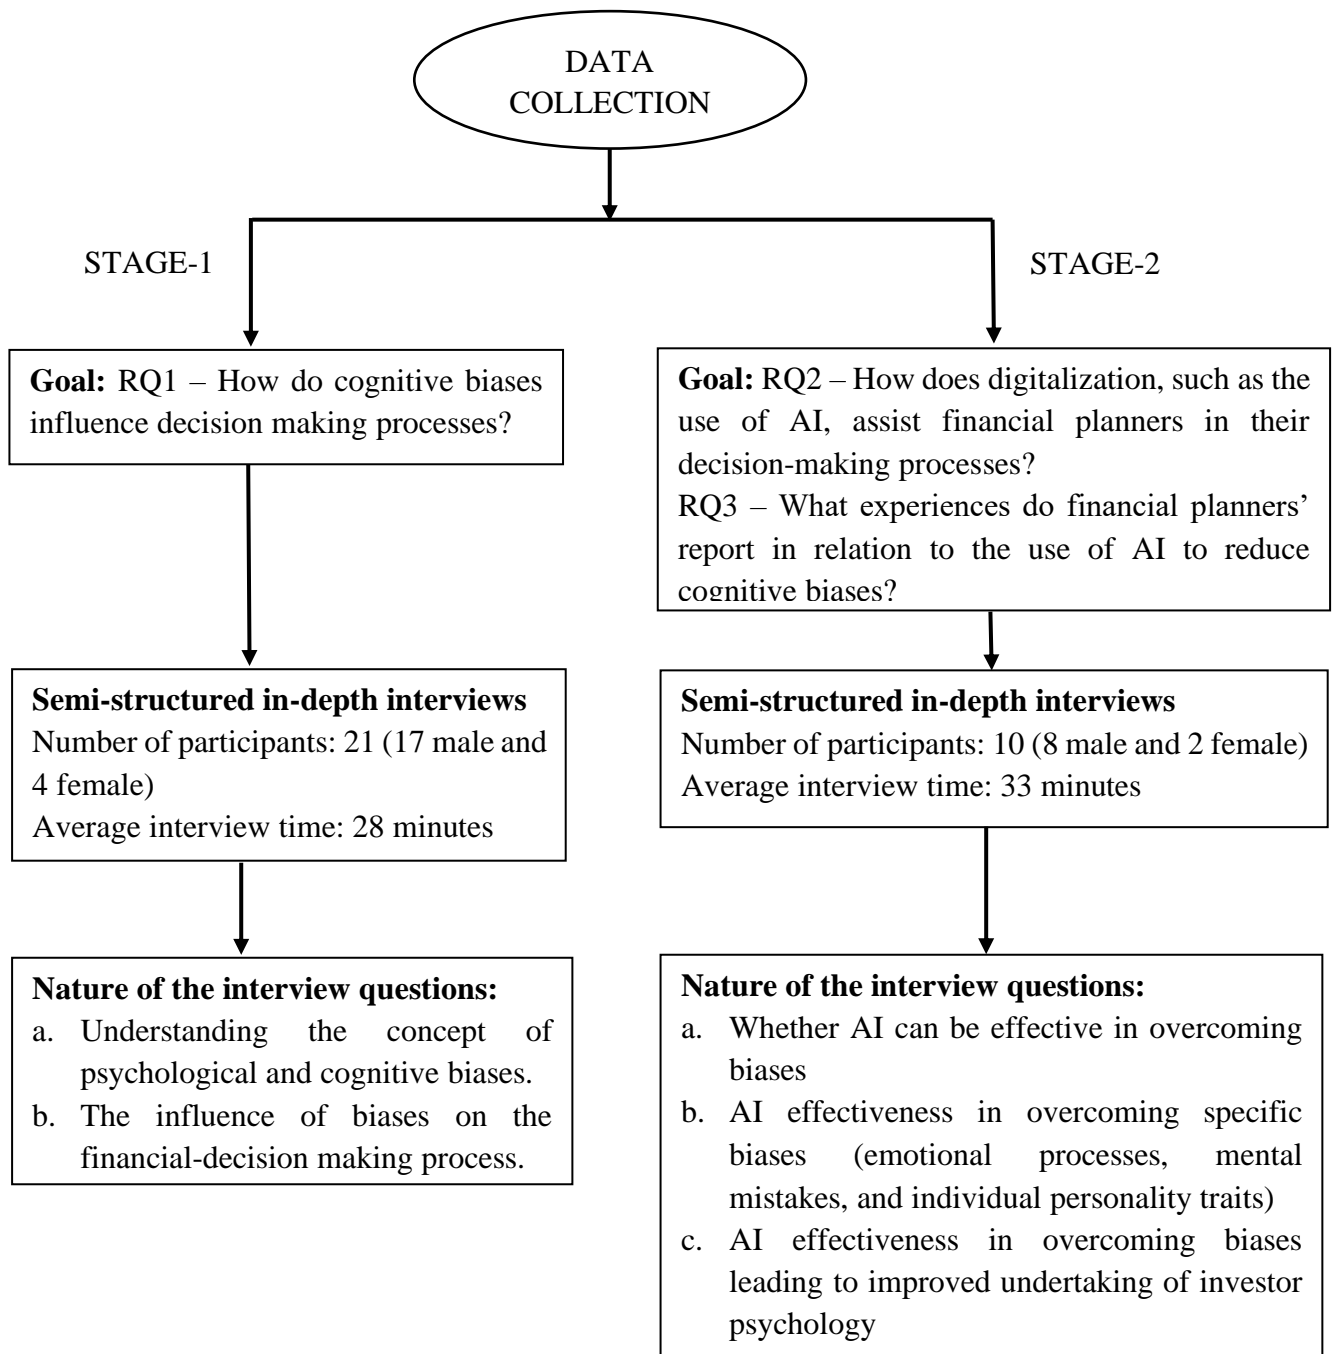 DATA
COLLECTION
STAGE-1
STAGE-2
Goal: RQ1 – How do cognitive biases
influence decision making processes?
Goal: RQ2 – How does digitalization, such as the
use of AI, assist financial planners in their
decision-making processes?
RQ3 – What experiences do financial planners’
report in relation to the use of AI to reduce
cognitive biases?
Semi-structured in-depth interviews
Number of participants: 21 (17 male and
4 female)
Average interview time: 28 minutes
Semi-structured in-depth interviews
Number of participants: 10 (8 male and 2 female)
Average interview time: 33 minutes
Nature of the interview questions:
a. Understanding the concept of
psychological and cognitive biases.
b. The influence of biases on the
financial-decision making process.
Nature of the interview questions:
a. Whether AI can be effective in overcoming
biases
b. AI effectiveness in overcoming specific
biases (emotional processes, mental
mistakes, and individual personality traits)
c. AI effectiveness in overcoming biases
leading to improved undertaking of investor
psychology